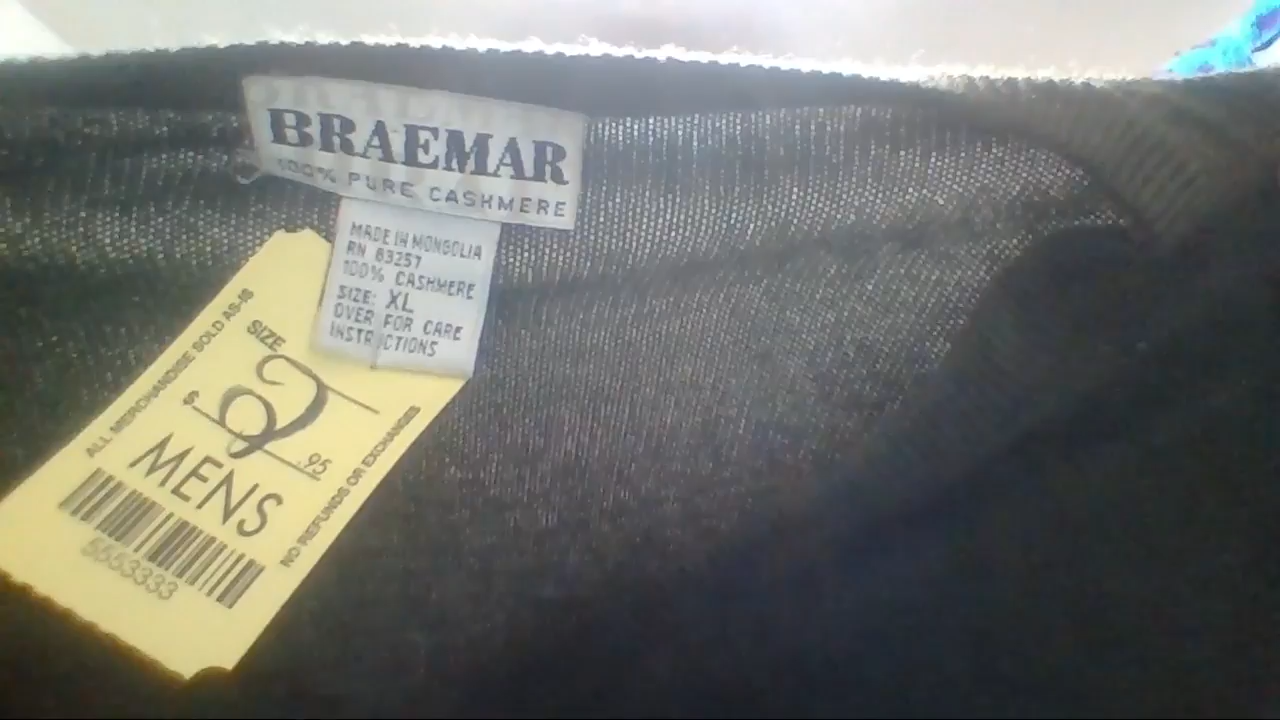 BRAEMAR
100% PURE CASHMERE
MADE IN MONGOLIA
RN 83257
100% CASHMERE
SIZE: XL
OVER FOR CARE
INSTRUCTIONS
ALL MERCHANDISE SOLD AS-IS
SIZE
$
.95
MENS
5553333
NO REFUNDS OR EXCHANGES